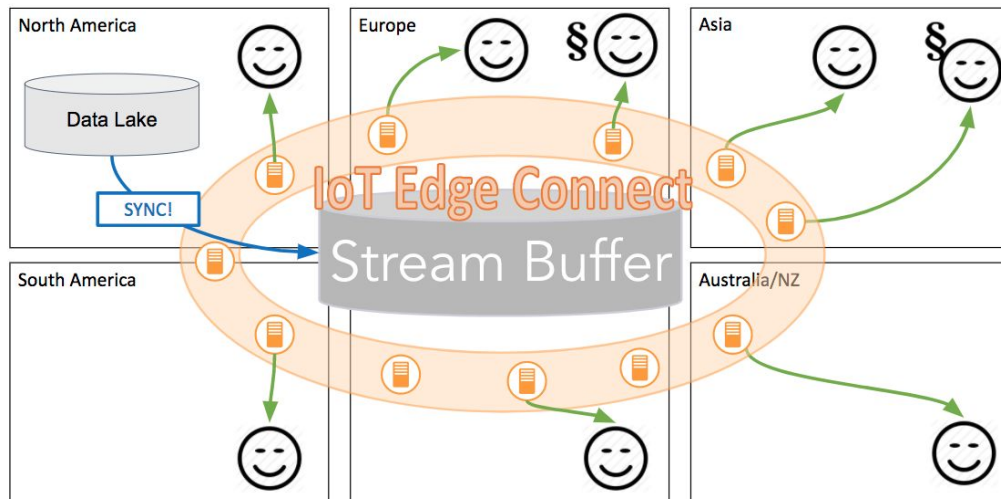 North America
Europe
§
Asia
§
Data Lake
SYNC!
IoT Edge Connect
Stream Buffer
South America
Australia/NZ